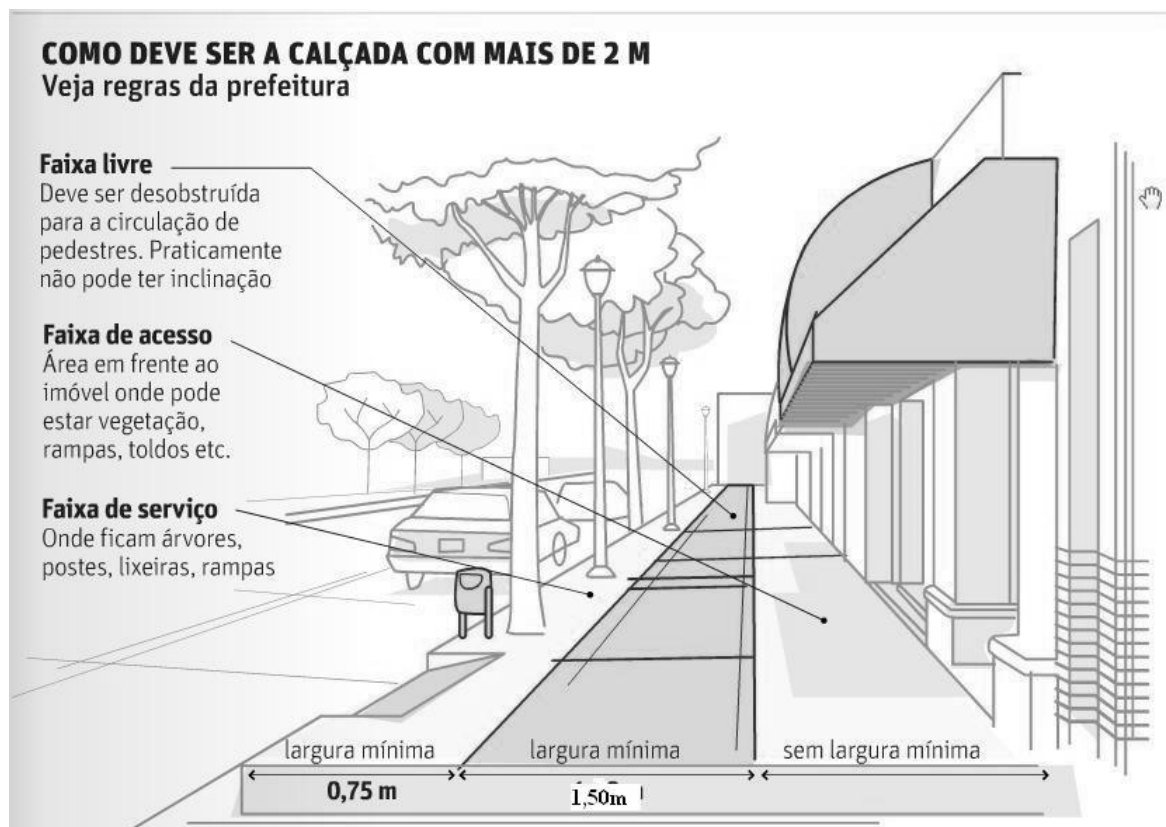 COMO DEVE SER A CALÇADA COM MAIS DE 2 M
Veja regras da prefeitura
Faixa livre
Deve ser desobstruída
para a circulação de
pedestres. Praticamente
não pode ter inclinação
Faixa de acesso
Área em frente ao
imóvel onde pode
estar vegetação,
rampas, toldos etc.
Faixa de serviço
Onde ficam árvores,
postes, lixeiras, rampas
largura mínima
0,75 m
largura mínima
1,50m
sem largura mínima